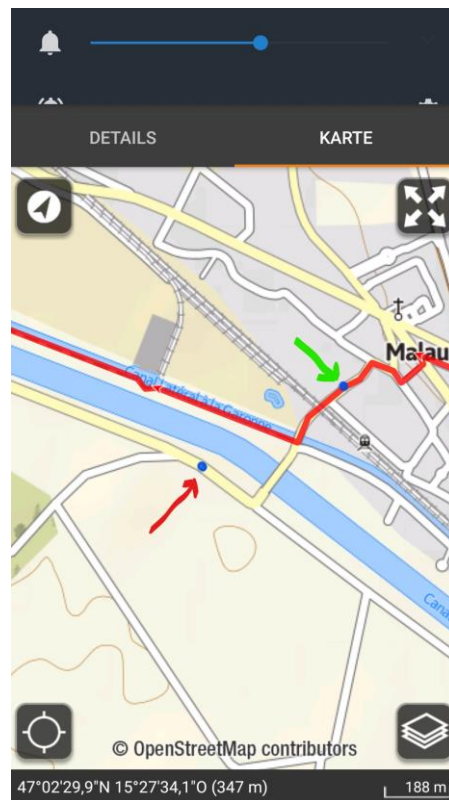 DETAILS
KARTE
Malau
Canal latéral à la Garonne
Cana
© OpenStreetMap contributors
47°02'29,9"N 15°27'34,1"O (347 m)
188 m